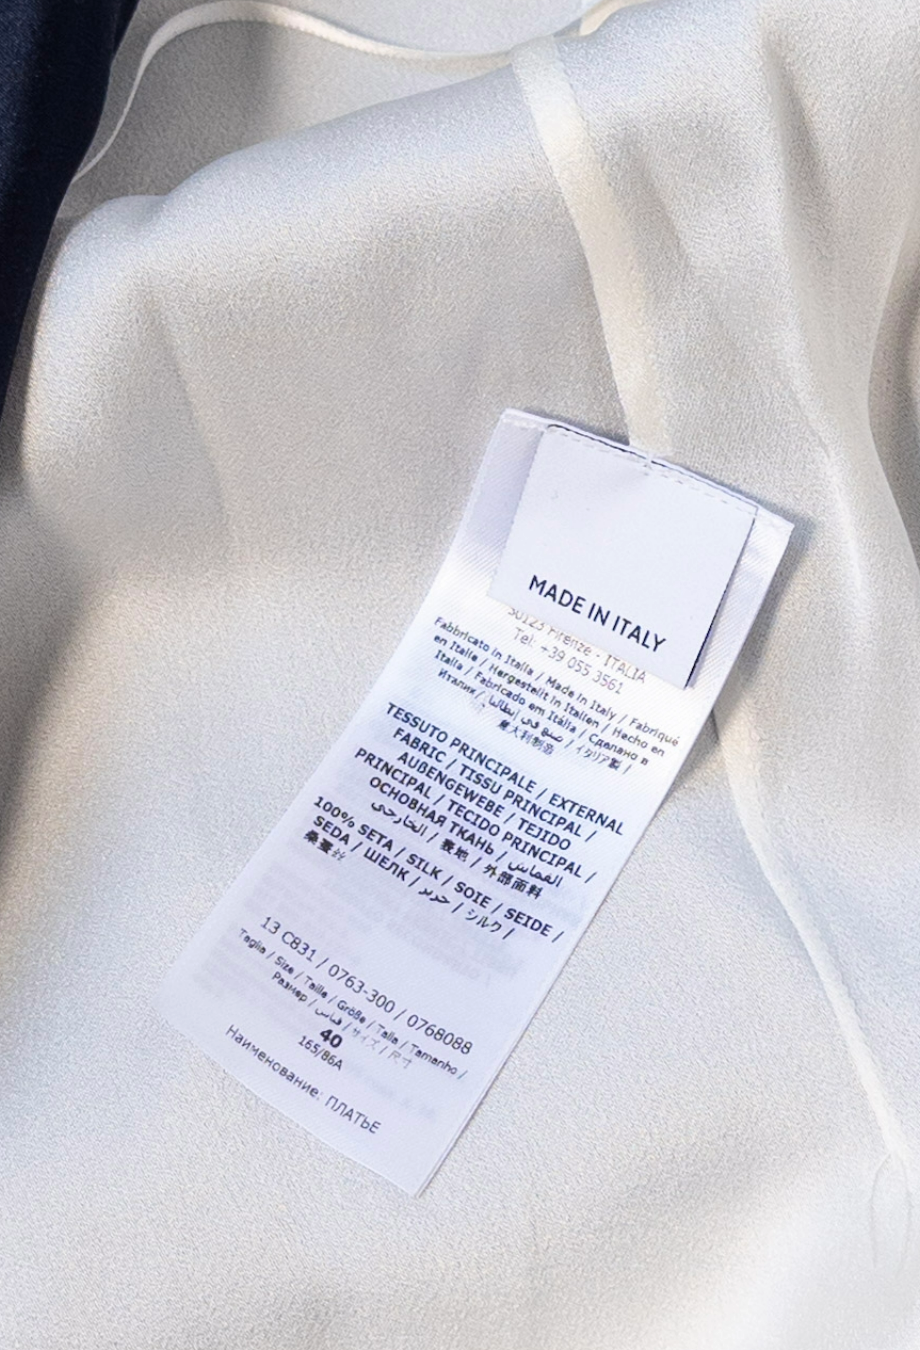 MADE IN ITALY
50123 Firenze - ITALIA
Tel: +39 055 3561
Fabbricato in Italia / Made in Italy / Fabriqué
en Italie / Hergestellt in Italien / Hecho en
Italia / Fabricado em Itália / Сделано в
Италии / صنع في إيطاليا / イタリア製 /
意大利制造
TESSUTO PRINCIPALE / EXTERNAL
FABRIC / TISSU PRINCIPAL /
AUßENGEWEBE / TEJIDO
PRINCIPAL / TECIDO PRINCIPAL /
ОСНОВНАЯ ТКАНЬ / القماش
الخارجي / 表地 / 外部面料
100% SETA / SILK / SOIE / SEIDE /
SEDA / ШЕЛК / حرير / シルク /
桑蚕丝
13 C831 / 0763-300 / 0768088
Taglia / Size / Taille / Größe / Talla / Tamanho /
Размер / قياس / サイズ / 尺寸
40
165/86A
Наименование: ПЛАТЬЕ